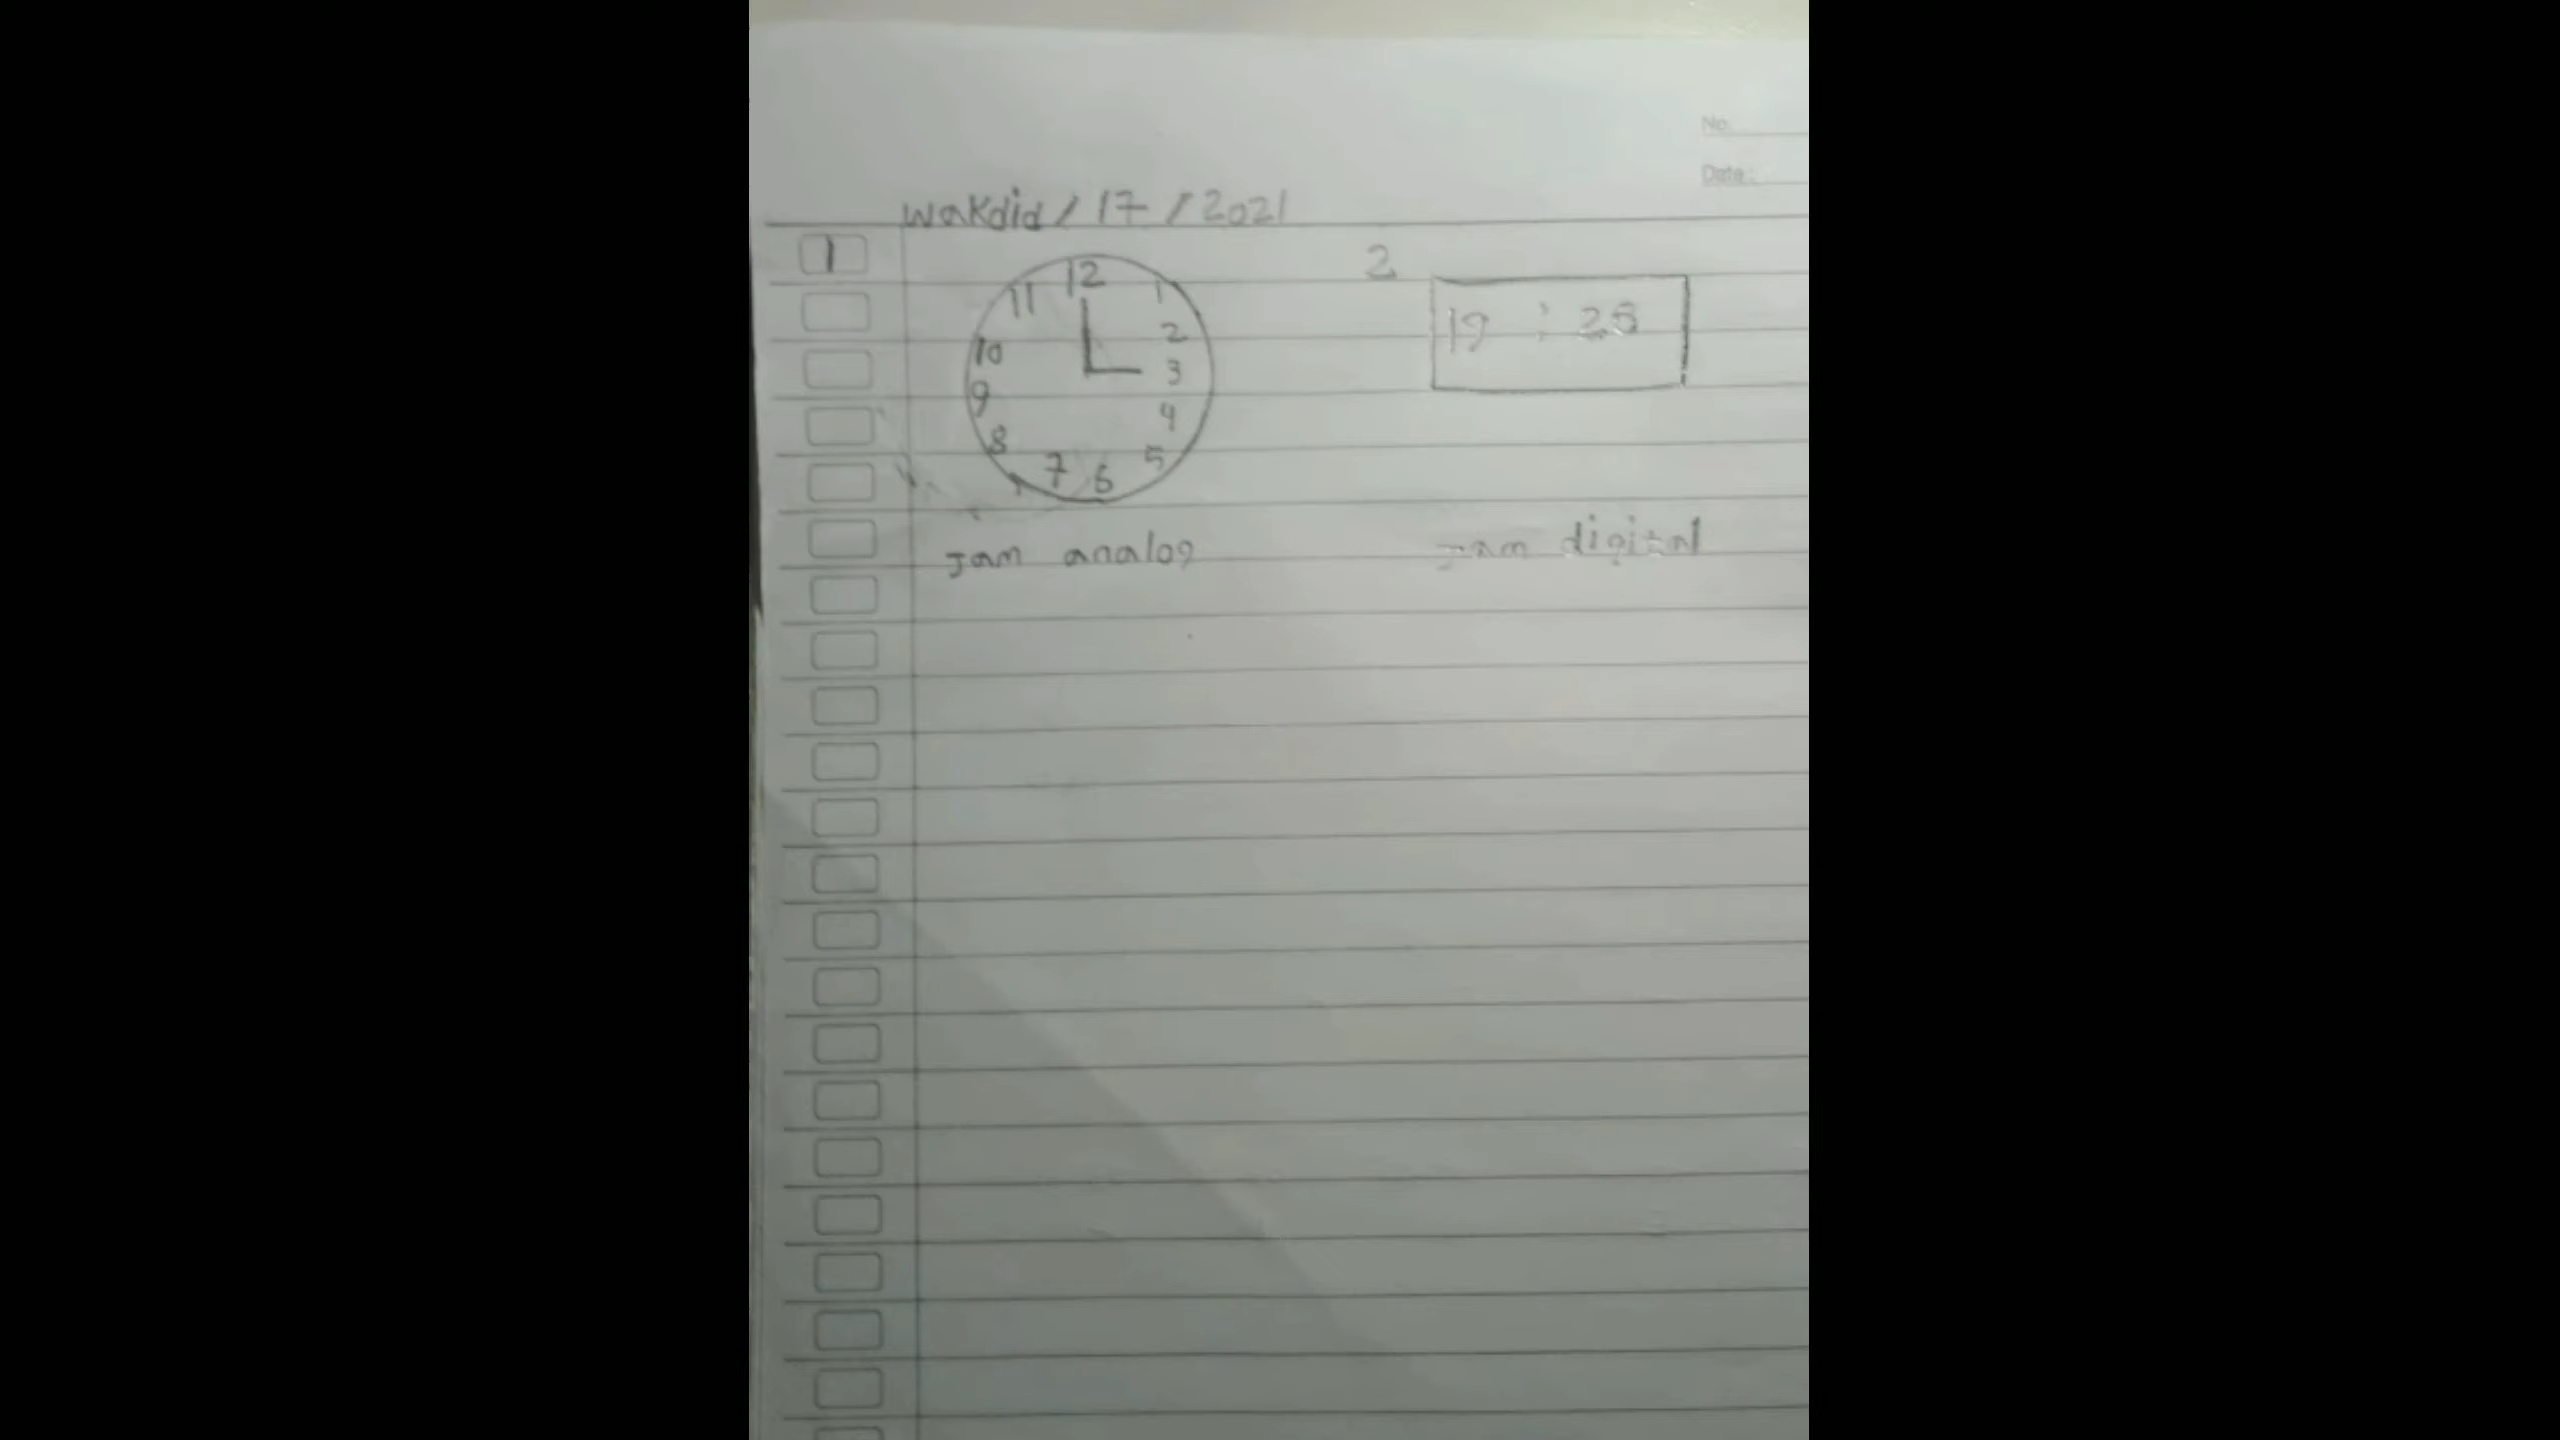 No.
Date:
wakdid / 17 / 2021
1
2
12
11 1
10 2
9 3
8 4
7 6 5
19 : 25
Jam analog
Jam digital